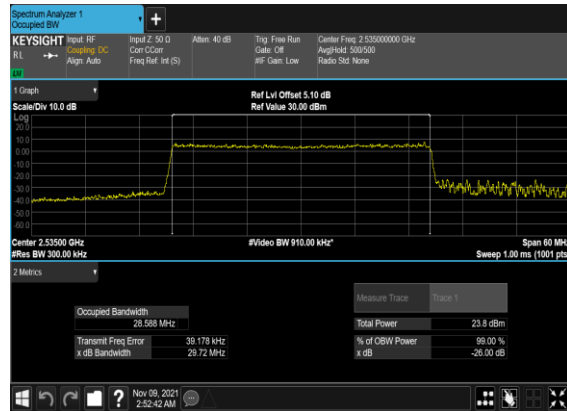 Spectrum Analyzer 1
Occupied BW
+
KEYSIGHT Input: RF Input Z: 50 Ω Atten: 40 dB Trig: Free Run Center Freq: 2.535000000 GHz
RL Coupling: DC Corr CCorr Gate: Off Avg|Hold: 500/500
Align: Auto Freq Ref: Int (S) #IF Gain: Low Radio Std: None
1 Graph Ref Lvl Offset 5.10 dB
Scale/Div 10.0 dB Ref Value 30.00 dBm
Log
20.0
10.0
0.00
-10.0
-20.0
-30.0
-40.0
-50.0
-60.0
Center 2.53500 GHz #Video BW 910.00 kHz* Span 60 MHz
#Res BW 300.00 kHz Sweep 1.00 ms (1001 pts
2 Metrics
Measure Trace Trace 1
Occupied Bandwidth
28.588 MHz Total Power 23.8 dBm
Transmit Freq Error 39.178 kHz % of OBW Power 99.00 %
x dB Bandwidth 29.72 MHz x dB -26.00 dB
? Nov 09, 2021
2:52:42 AM